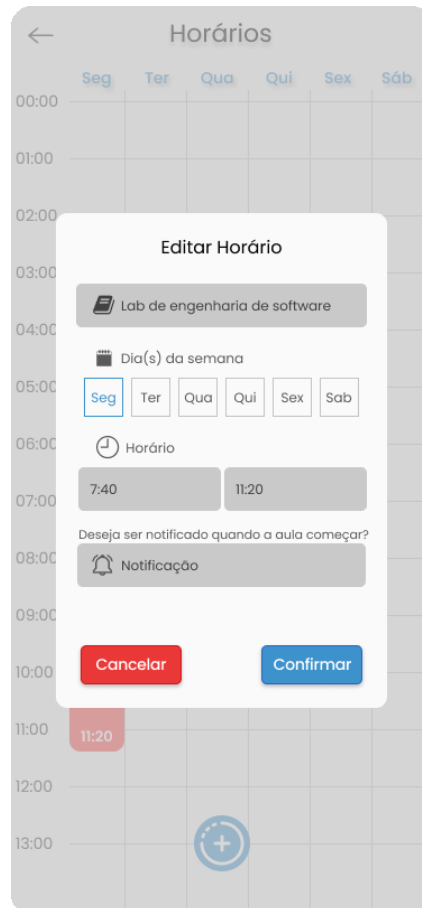 Horários
Seg Ter Qua Qui Sex Sáb
00:00
01:00
02:00
Editar Horário
03:00
Lab de engenharia de software
04:00
Dia(s) da semana
05:00
Seg Ter Qua Qui Sex Sab
06:00
Horário
7:40 11:20
07:00
Deseja ser notificado quando a aula começar?
08:00
Notificação
09:00
Cancelar Confirmar
10:00
11:00
11:20
12:00
13:00